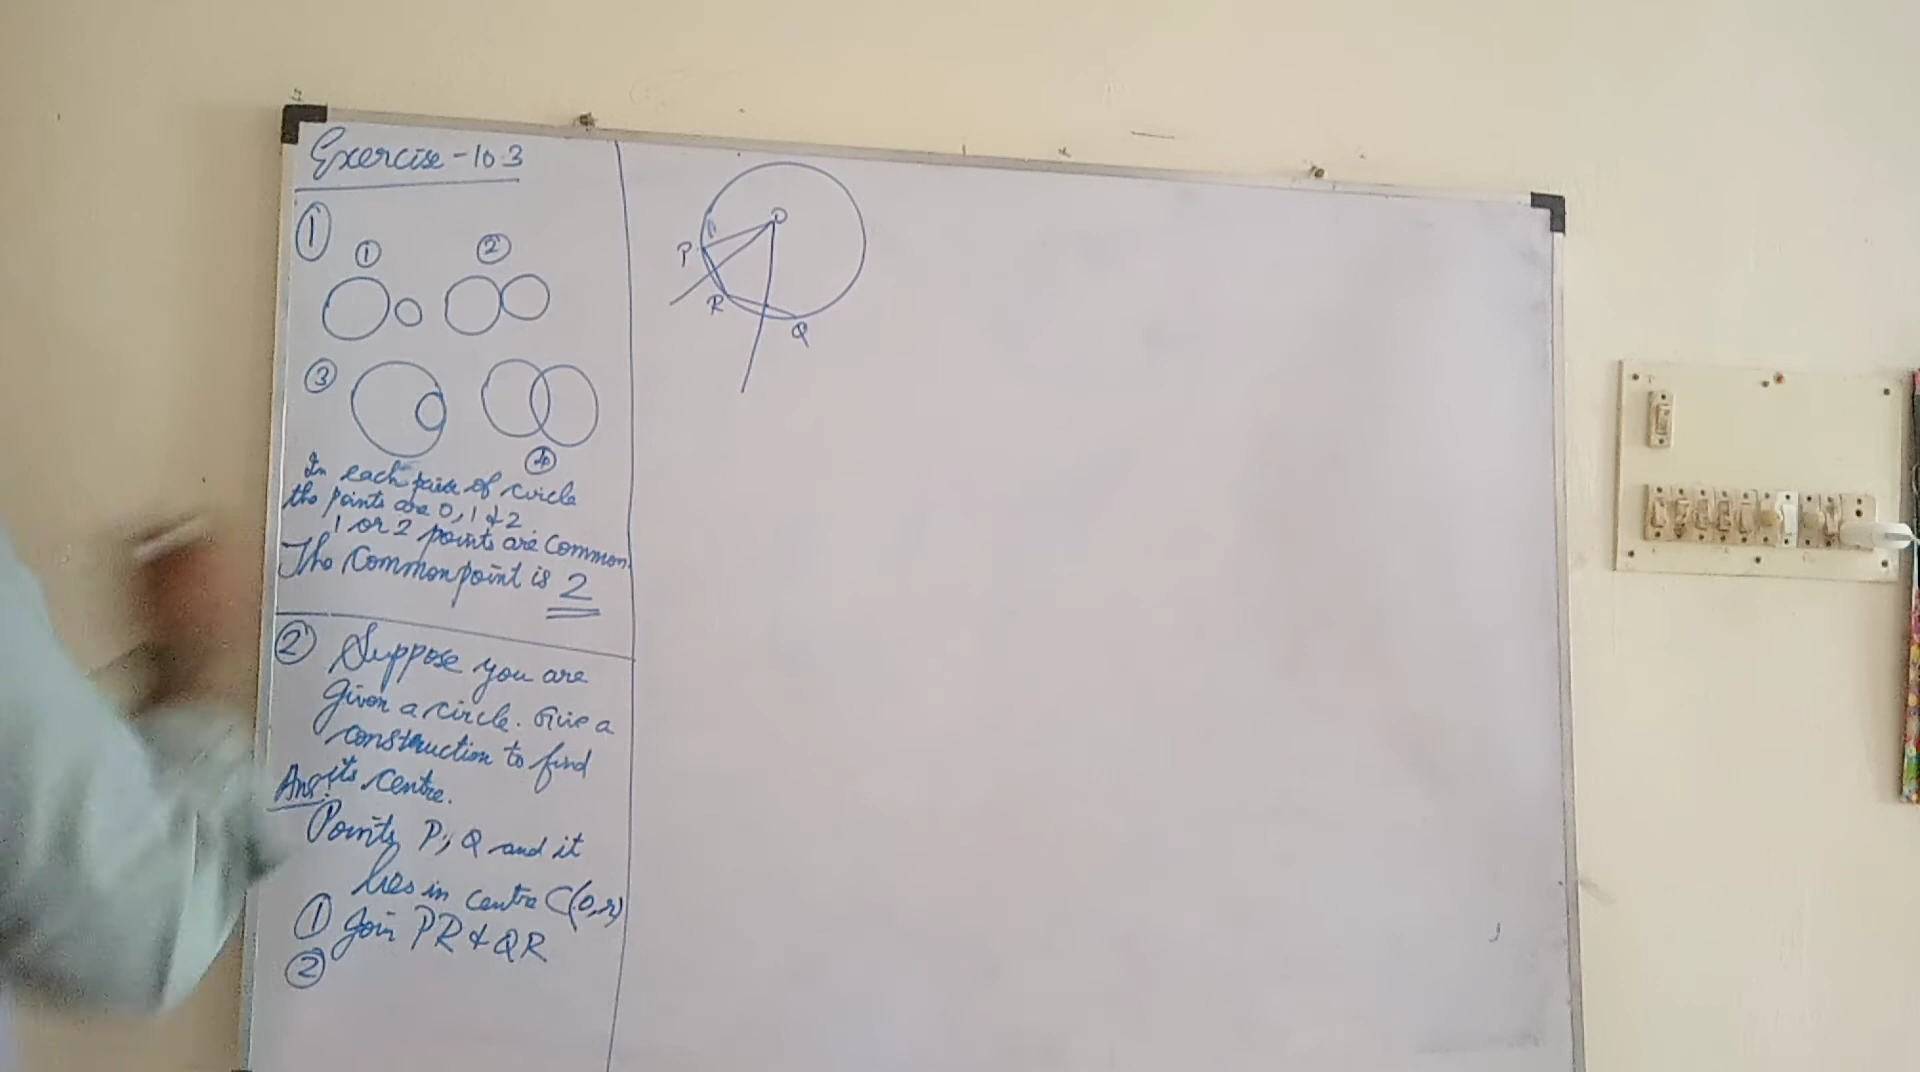 Exercise - 10.3
①
① ②
③
④
In each pair of circle
the points are 0, 1 & 2
1 or 2 points are common.
The Common point is 2
② Suppose you are
given a circle. Give a
construction to find
its centre.
Ans:
Points P, Q and it
lies in centre C(O,r)
① Join PR & QR
②
O
P
R
Q